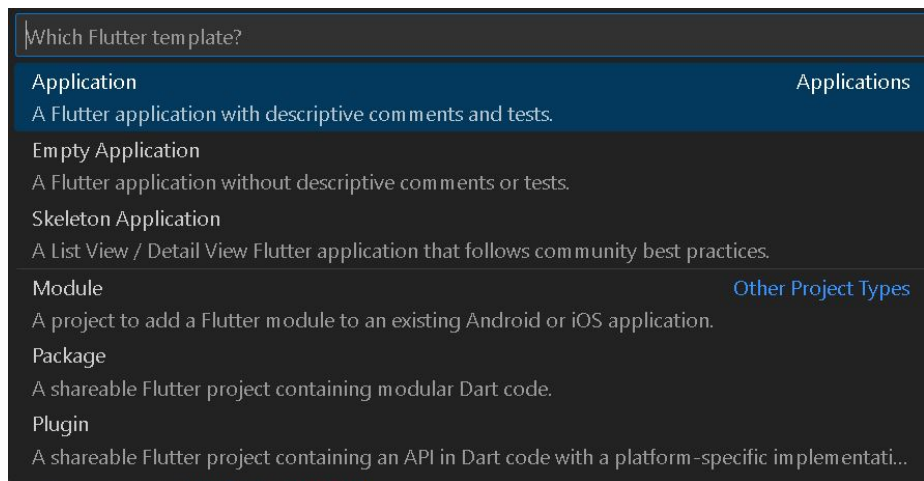 Which Flutter template?
Application Applications
A Flutter application with descriptive comments and tests.
Empty Application
A Flutter application without descriptive comments or tests.
Skeleton Application
A List View / Detail View Flutter application that follows community best practices.
Module Other Project Types
A project to add a Flutter module to an existing Android or iOS application.
Package
A shareable Flutter project containing modular Dart code.
Plugin
A shareable Flutter project containing an API in Dart code with a platform-specific implementati...